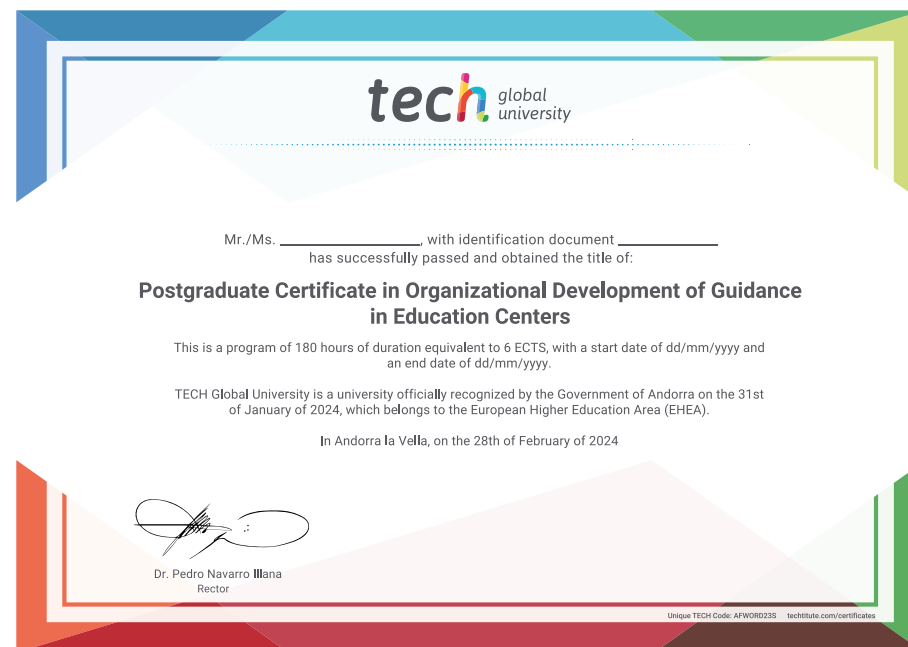 tech global university
Mr./Ms. ____________________, with identification document ______________
has successfully passed and obtained the title of:
Postgraduate Certificate in Organizational Development of Guidance
in Education Centers
This is a program of 180 hours of duration equivalent to 6 ECTS, with a start date of dd/mm/yyyy and
an end date of dd/mm/yyyy.
TECH Global University is a university officially recognized by the Government of Andorra on the 31st
of January of 2024, which belongs to the European Higher Education Area (EHEA).
In Andorra la Vella, on the 28th of February of 2024
Dr. Pedro Navarro Illana
Rector
Unique TECH Code: AFWORD23S techtitute.com/certificates